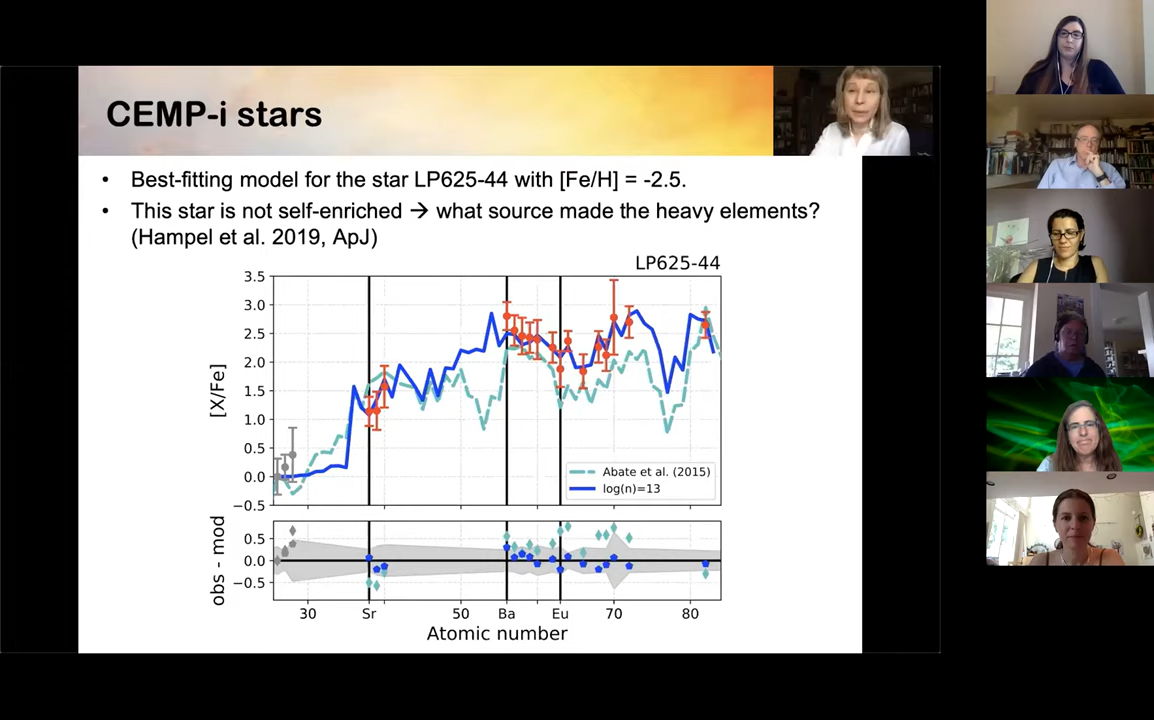 CEMP-i stars
• Best-fitting model for the star LP625-44 with [Fe/H] = -2.5.
• This star is not self-enriched → what source made the heavy elements?
(Hampel et al. 2019, ApJ)
LP625-44
3.5
3.0
2.5
2.0
1.5
1.0
0.5
0.0
−0.5
[X/Fe]
Abate et al. (2015)
log(n)=13
0.5
0.0
−0.5
obs - mod
30 Sr 50 Ba Eu 70 80
Atomic number